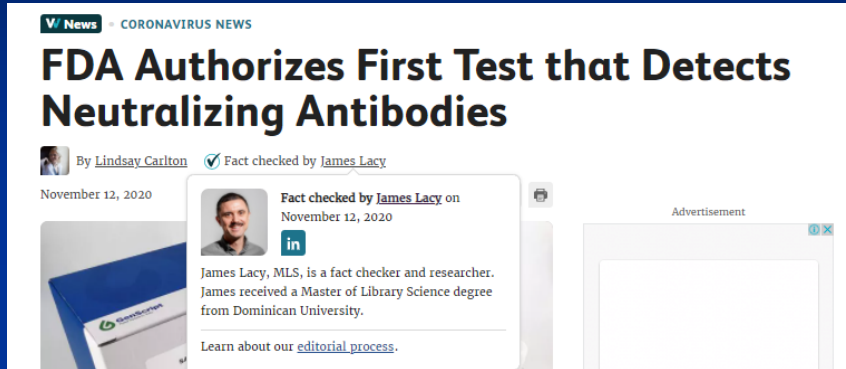 W News • CORONAVIRUS NEWS
FDA Authorizes First Test that Detects
Neutralizing Antibodies
By Lindsay Carlton Fact checked by James Lacy
November 12, 2020
Fact checked by James Lacy on
November 12, 2020
in
James Lacy, MLS, is a fact checker and researcher.
James received a Master of Library Science degree
from Dominican University.
Learn about our editorial process.
Advertisement
GenScript